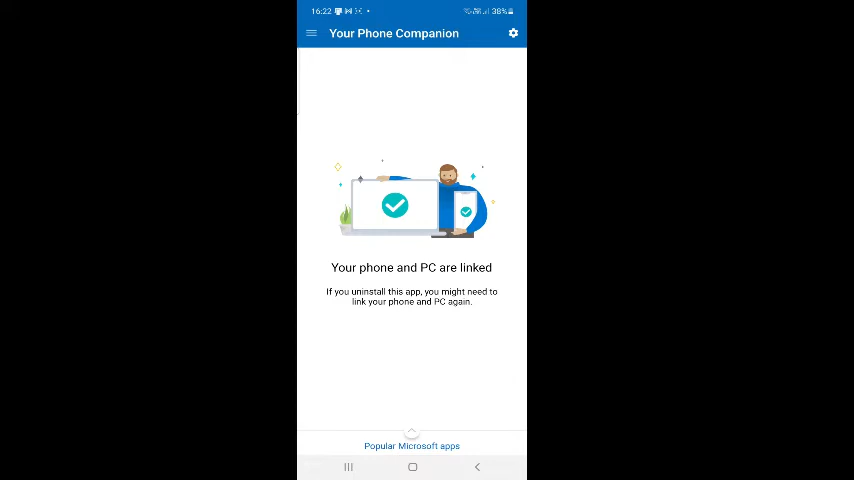 16:22 38%
Your Phone Companion
Your phone and PC are linked
If you uninstall this app, you might need to
link your phone and PC again.
Popular Microsoft apps